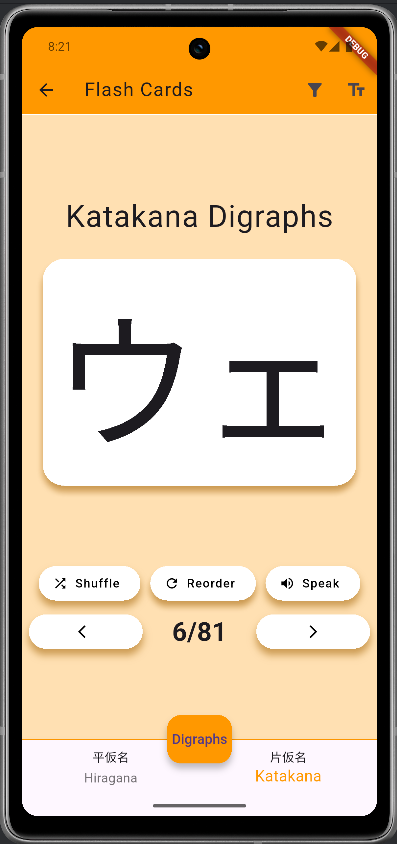 8:21
DEBUG
Flash Cards
Katakana Digraphs
ウェ
Shuffle
Reorder
Speak
6/81
Digraphs
平仮名
Hiragana
片仮名
Katakana